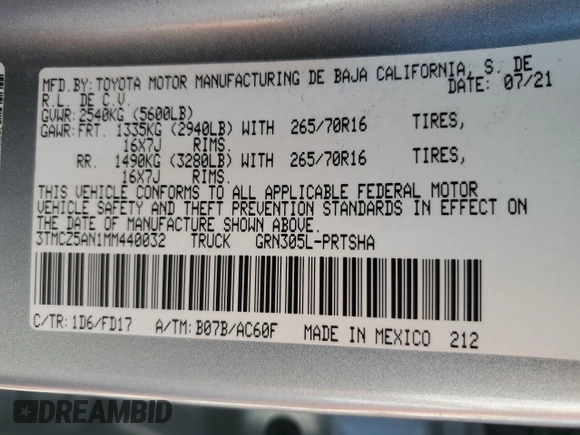 MFD.BY:TOYOTA MOTOR MANUFACTURING DE BAJA CALIFORNIA, S. DE
R.L. DE C.V. DATE: 07/21
GVWR:2540KG (5600LB)
GAWR:FRT. 1335KG (2940LB) WITH 265/70R16 TIRES,
16X7J RIMS.
RR. 1490KG (3280LB) WITH 265/70R16 TIRES,
16X7J RIMS.
THIS VEHICLE CONFORMS TO ALL APPLICABLE FEDERAL MOTOR
VEHICLE SAFETY AND THEFT PREVENTION STANDARDS IN EFFECT ON
THE DATE OF MANUFACTURE SHOWN ABOVE.
3TMCZ5AN1MM440032 TRUCK GRN305L-PRTSHA
C/TR: 1D6/FD17 A/TM: B07B/AC60F MADE IN MEXICO 212
DREAMBID